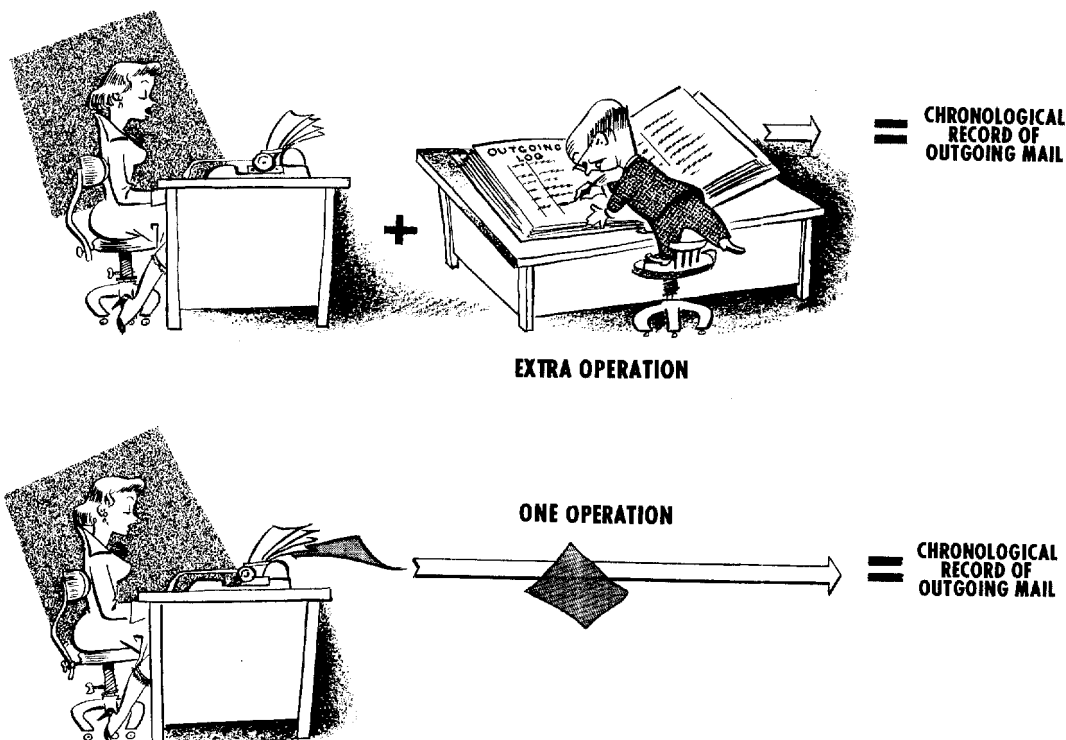 OUTGOING
LOG
CHRONOLOGICAL
RECORD OF
OUTGOING MAIL
EXTRA OPERATION
ONE OPERATION
CHRONOLOGICAL
RECORD OF
OUTGOING MAIL